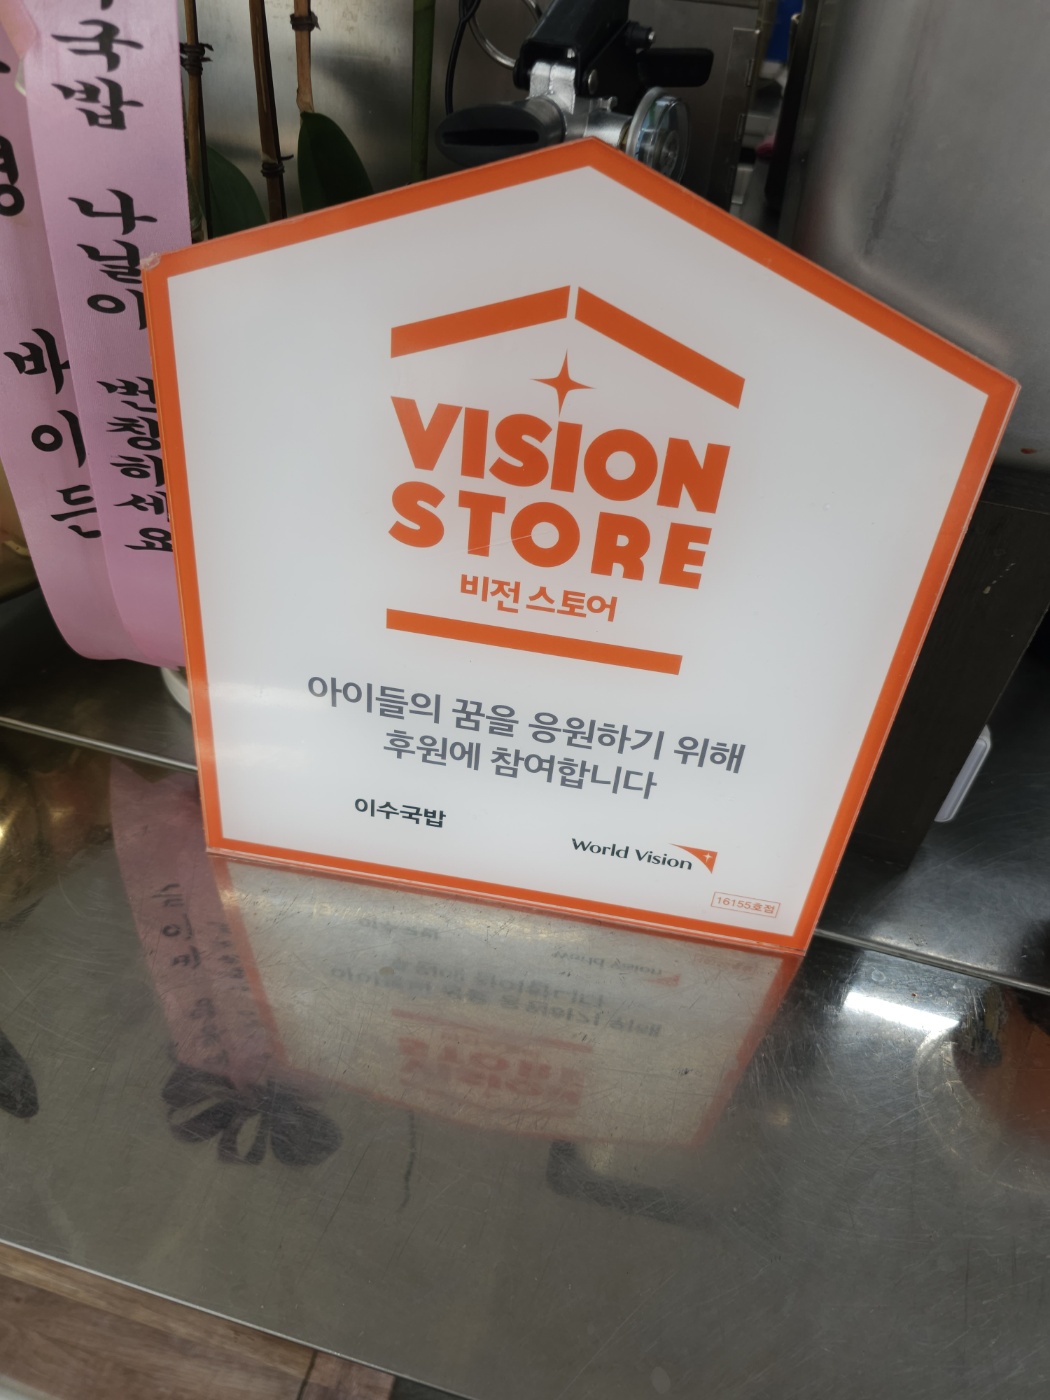 국밥 나날이 번창하세요
바이든
VISION
STORE
비전 스토어
아이들의 꿈을 응원하기 위해
후원에 참여합니다
이수국밥
World Vision
16155호점